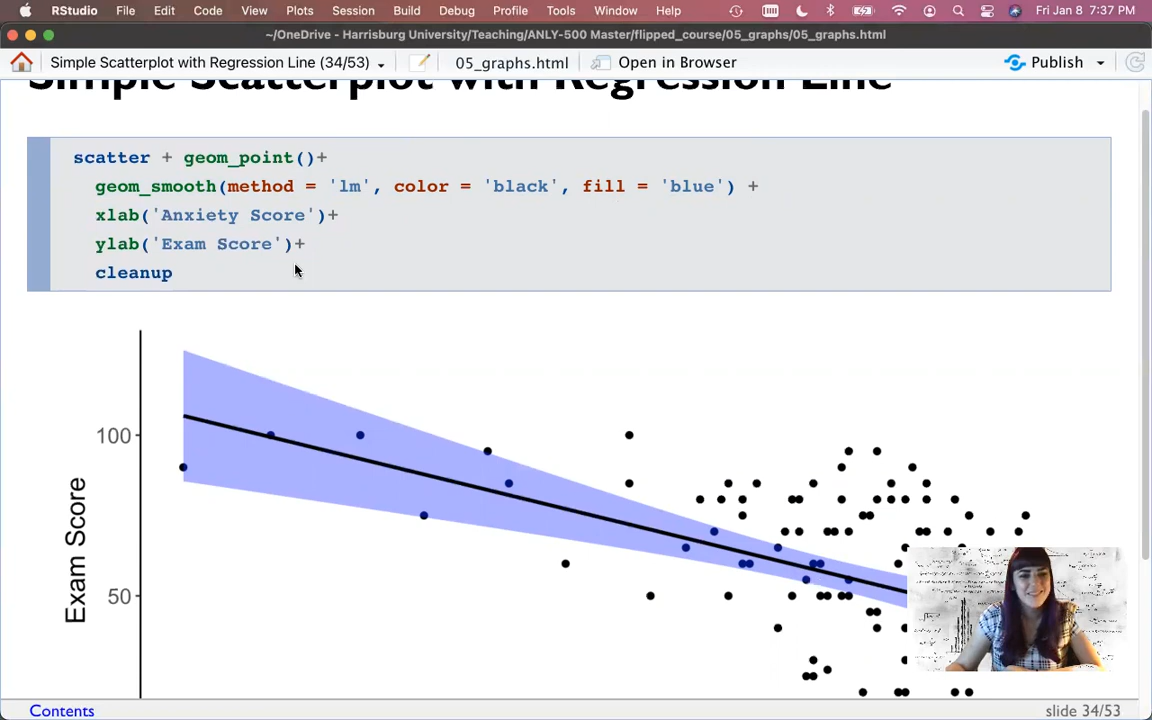 RStudio File Edit Code View Plots Session Build Debug Profile Tools Window Help Fri Jan 8 7:37 PM
~/OneDrive - Harrisburg University/Teaching/ANLY-500 Master/flipped_course/05_graphs/05_graphs.html
Simple Scatterplot with Regression Line (34/53) 05_graphs.html Open in Browser Publish
Simple Scatterplot with Regression Line
scatter + geom_point()+
geom_smooth(method = 'lm', color = 'black', fill = 'blue') +
xlab('Anxiety Score')+
ylab('Exam Score')+
cleanup
100
Exam Score
50
Contents slide 34/53